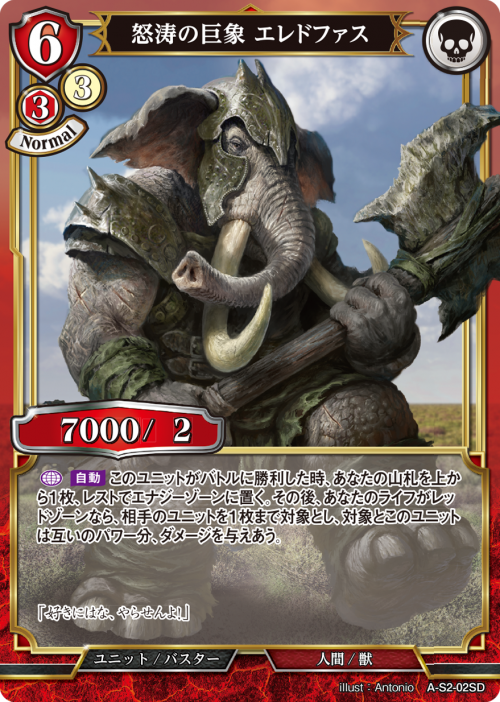 6
怒涛の巨象 エレドファス
3
3
Normal
7000/ 2
自動 このユニットがバトルに勝利した時、あなたの山札を上か
ら1枚、レストでエナジーゾーンに置く。その後、あなたのライフがレッ
ドゾーンなら、相手のユニットを1枚まで対象とし、対象とこのユニット
は互いのパワー分、ダメージを与えあう。
「好きにはな、やらせんよ!」
ユニット / バスター
人間 / 獣
illust : Antonio
A-S2-02SD